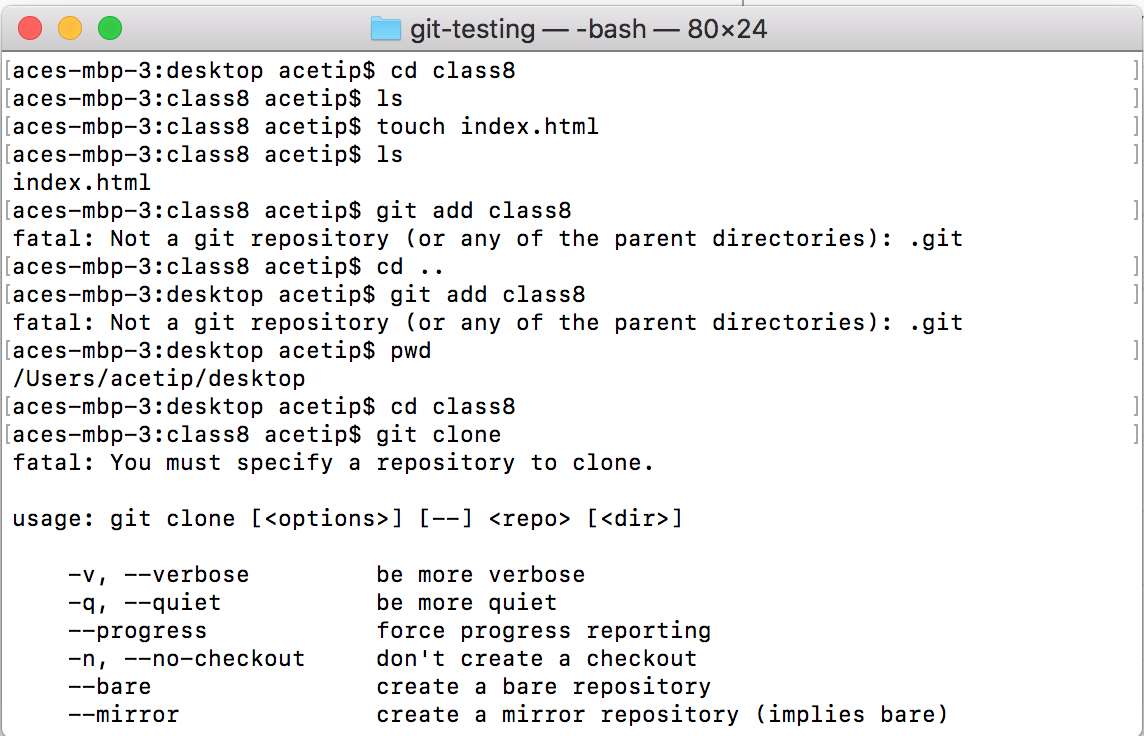 git-testing — -bash — 80×24
[aces-mbp-3:desktop acetip$ cd class8 ]
[aces-mbp-3:class8 acetip$ ls ]
[aces-mbp-3:class8 acetip$ touch index.html ]
[aces-mbp-3:class8 acetip$ ls ]
index.html
[aces-mbp-3:class8 acetip$ git add class8 ]
fatal: Not a git repository (or any of the parent directories): .git
[aces-mbp-3:class8 acetip$ cd .. ]
[aces-mbp-3:desktop acetip$ git add class8 ]
fatal: Not a git repository (or any of the parent directories): .git
[aces-mbp-3:desktop acetip$ pwd ]
/Users/acetip/desktop
[aces-mbp-3:desktop acetip$ cd class8 ]
[aces-mbp-3:class8 acetip$ git clone ]
fatal: You must specify a repository to clone.

usage: git clone [<options>] [--] <repo> [<dir>]

    -v, --verbose         be more verbose
    -q, --quiet           be more quiet
    --progress            force progress reporting
    -n, --no-checkout     don't create a checkout
    --bare                create a bare repository
    --mirror              create a mirror repository (implies bare)